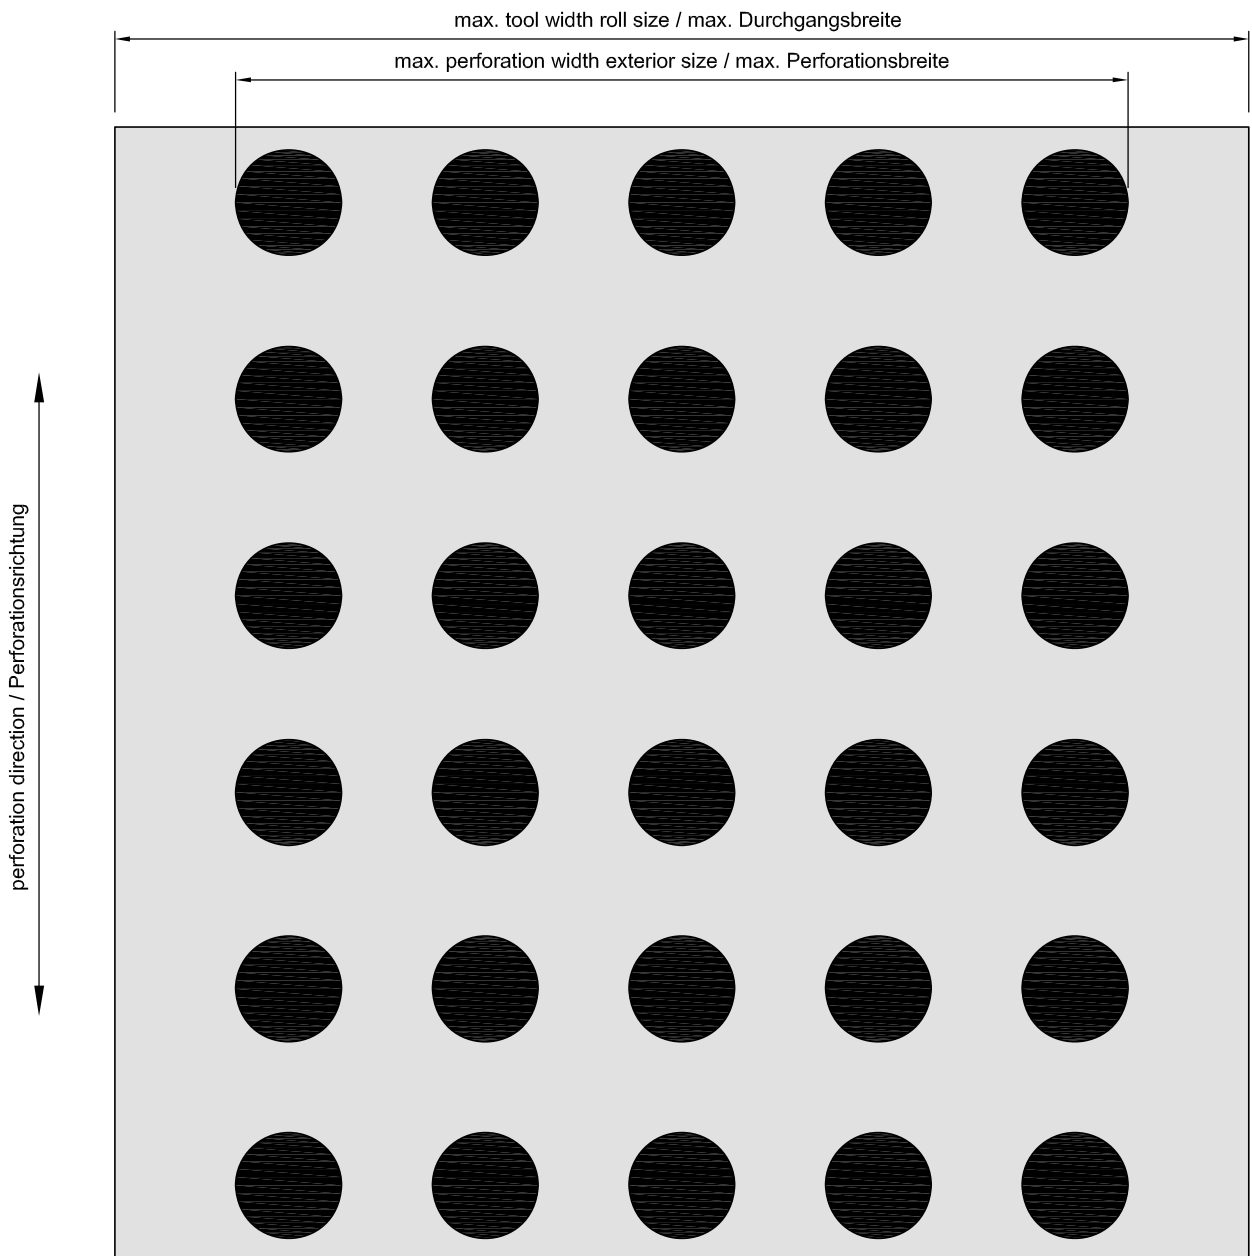 max. tool width roll size / max. Durchgangsbreite
max. perforation width exterior size / max. Perforationsbreite
perforation direction / Perforationsrichtung